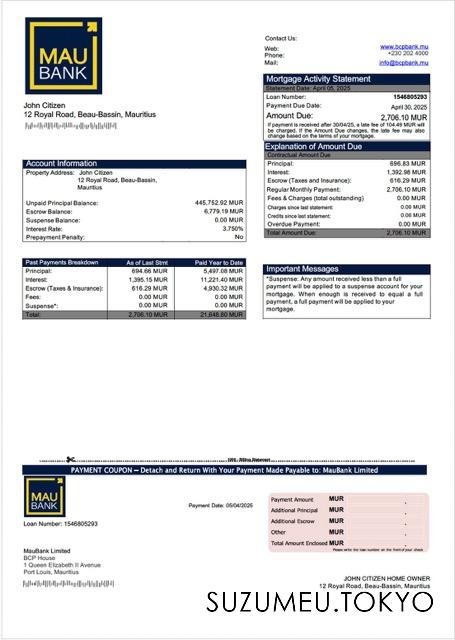 MAU
BANK
Contact Us:
Web: www.bcpbank.mu
Phone: +230 202 4000
Mail: info@bcpbank.mu
John Citizen
12 Royal Road, Beau-Bassin, Mauritius
Mortgage Activity Statement
Statement Date: April 05, 2025
Loan Number: 1546805293
Payment Due Date: April 30, 2025
Amount Due: 2,706.10 MUR
If payment is received after 30/04/25, a late fee of 104.49 MUR will
be charged. If the Amount Due changes, the late fee may also
change based on the terms of your mortgage.
Explanation of Amount Due
Contractual Amount Due
Principal: 696.83 MUR
Interest: 1,392.98 MUR
Escrow (Taxes and Insurance): 616.29 MUR
Regular Monthly Payment: 2,706.10 MUR
Fees & Charges (total outstanding) 0.00 MUR
Charges since last statement: 0.00 MUR
Credits since last statement: 0.00 MUR
Overdue Payment: 0.00 MUR
Total Amount Due: 2,706.10 MUR
Account Information
Property Address: John Citizen
12 Royal Road, Beau-Bassin,
Mauritius
Unpaid Principal Balance: 445,752.92 MUR
Escrow Balance: 6,779.19 MUR
Suspense Balance: 0.00 MUR
Interest Rate: 3.750%
Prepayment Penalty: No
Past Payments Breakdown As of Last Stmt Paid Year to Date
Principal: 694.66 MUR 5,497.08 MUR
Interest: 1,395.15 MUR 11,221.40 MUR
Escrow (Taxes & Insurance): 616.29 MUR 4,930.32 MUR
Fees: 0.00 MUR 0.00 MUR
Suspense*: 0.00 MUR 0.00 MUR
Total: 2,706.10 MUR 21,648.80 MUR
Important Messages
*Suspense: Any amount received less than a full
payment will be applied to a suspense account for your
mortgage. When enough is received to equal a full
payment, a full payment will be applied to your
mortgage.
PAYMENT COUPON – Detach and Return With Your Payment Made Payable to: MauBank Limited
MAU
BANK
Loan Number: 1546805293
Payment Date: 05/04/2025
Payment Amount MUR .
Additional Principal MUR .
Additional Escrow MUR .
Other MUR .
Total Amount Enclosed MUR .
Please write the loan number on the front of your check
MauBank Limited
BCP House
1 Queen Elizabeth II Avenue
Port Louis, Mauritius
JOHN CITIZEN HOME OWNER
12 Royal Road, Beau-Bassin, Mauritius
SUZUMEU.TOKYO